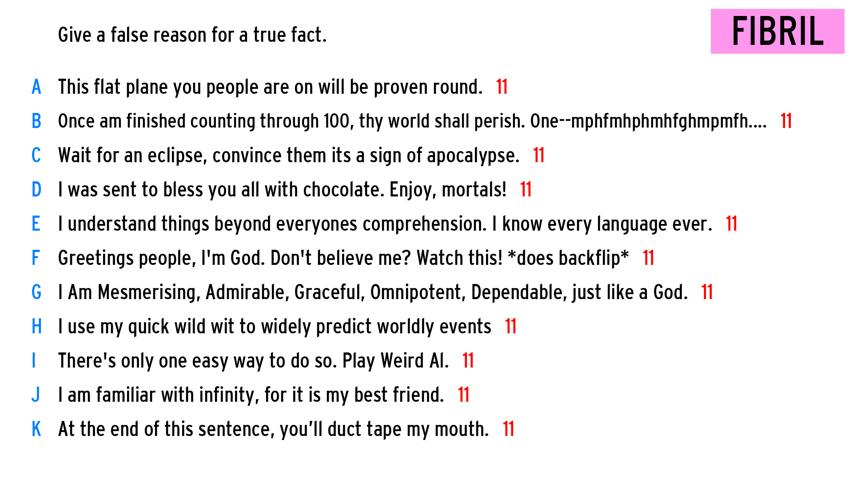 Give a false reason for a true fact.
FIBRIL
A This flat plane you people are on will be proven round. 11
B Once am finished counting through 100, thy world shall perish. One--mphfmhphmhfghmpmfh.... 11
C Wait for an eclipse, convince them its a sign of apocalypse. 11
D I was sent to bless you all with chocolate. Enjoy, mortals! 11
E I understand things beyond everyones comprehension. I know every language ever. 11
F Greetings people, I'm God. Don't believe me? Watch this! *does backflip* 11
G I Am Mesmerising, Admirable, Graceful, Omnipotent, Dependable, just like a God. 11
H I use my quick wild wit to widely predict worldly events 11
I There's only one easy way to do so. Play Weird Al. 11
J I am familiar with infinity, for it is my best friend. 11
K At the end of this sentence, you’ll duct tape my mouth. 11